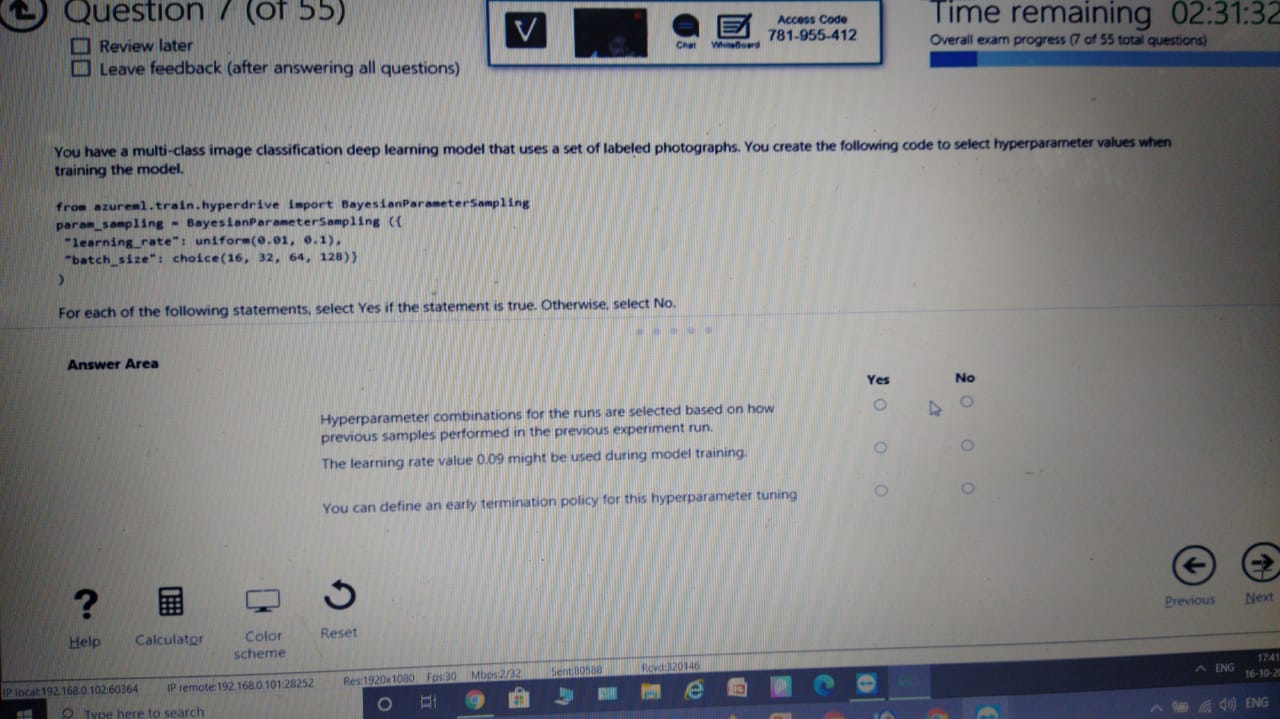 Question 7 (of 55)
Review later
Leave feedback (after answering all questions)
V
Chat
WhiteBoard
Access Code
781-955-412
Time remaining 02:31:32
Overall exam progress (7 of 55 total questions)
You have a multi-class image classification deep learning model that uses a set of labeled photographs. You create the following code to select hyperparameter values when
training the model.
from azureml.train.hyperdrive import BayesianParameterSampling
param_sampling = BayesianParameterSampling ({
"learning_rate": uniform(0.01, 0.1),
"batch_size": choice(16, 32, 64, 128)}
)
For each of the following statements, select Yes if the statement is true. Otherwise, select No.
Answer Area
Yes No
Hyperparameter combinations for the runs are selected based on how
previous samples performed in the previous experiment run.
The learning rate value 0.09 might be used during model training.
You can define an early termination policy for this hyperparameter tuning
Previous
Next
?
Help
Calculator
Color
scheme
Reset
IP local:192.168.0.102:60364 IP remote:192.168.0.101:28252 Res:1920x1080 Fps:30 Mbps:2/32 Sent:80588 Rcvd:320146
ENG
17:41
16-10-20
Type here to search
ENG